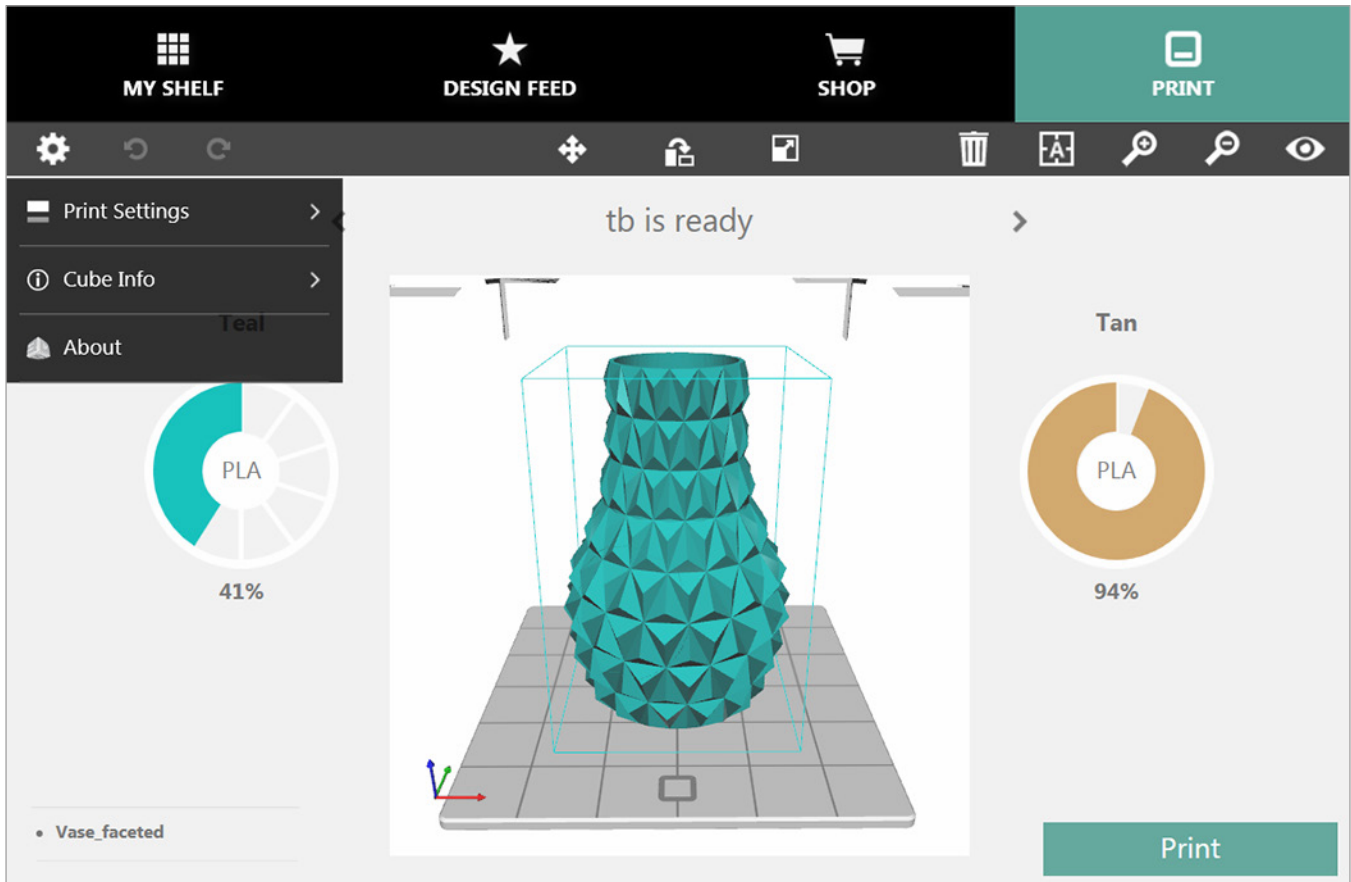 MY SHELF
DESIGN FEED
SHOP
PRINT
A
Print Settings
tb is ready
Cube Info
Teal
Tan
About
PLA
PLA
41%
94%
Vase_faceted
Print